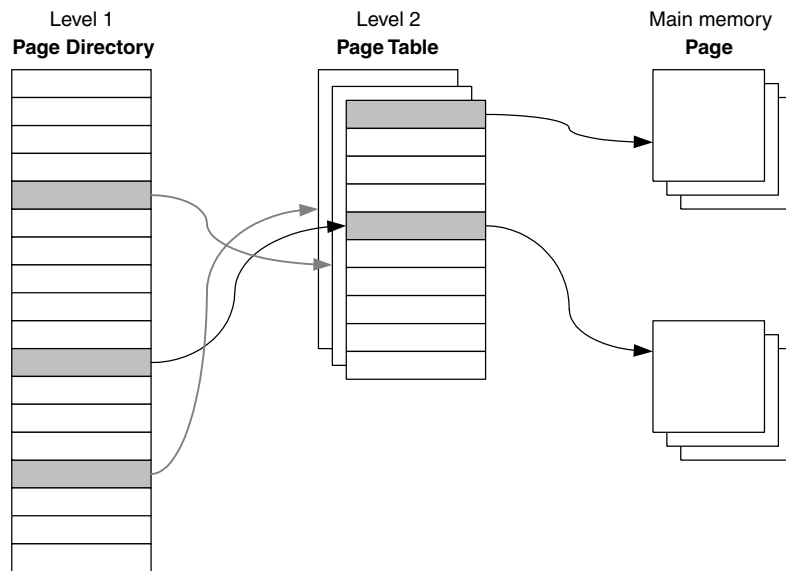 Level 1
Page Directory
Level 2
Page Table
Main memory
Page